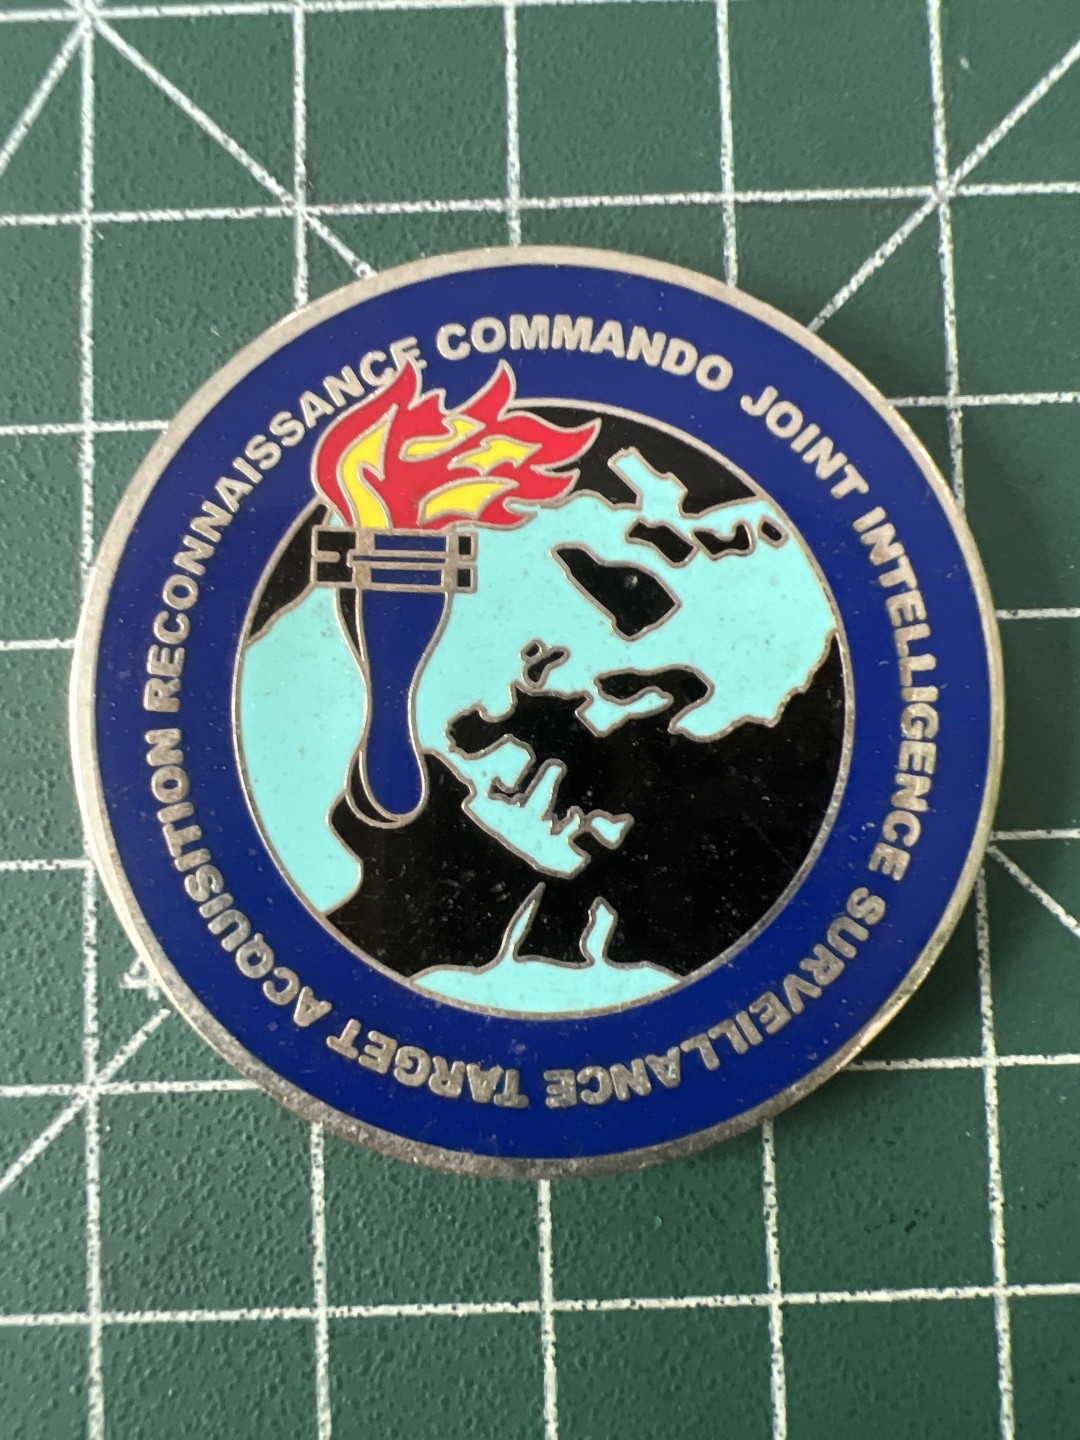 COMMANDO JOINT INTELLIGENCE SURVEILLANCE TARGET ACQUISITION RECONNAISSANCE